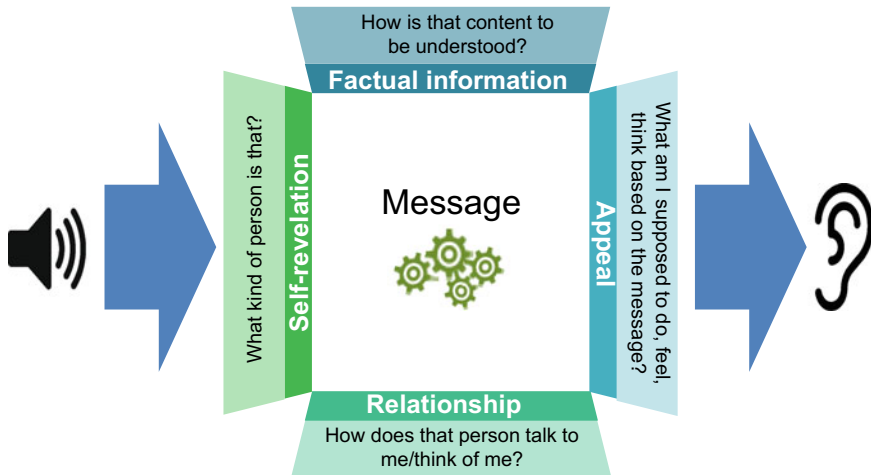 How is that content to
be understood?
Factual information
What kind of person is that?
Self-revelation
Message
Appeal
What am I supposed to do, feel,
think based on the message?
Relationship
How does that person talk to
me/think of me?